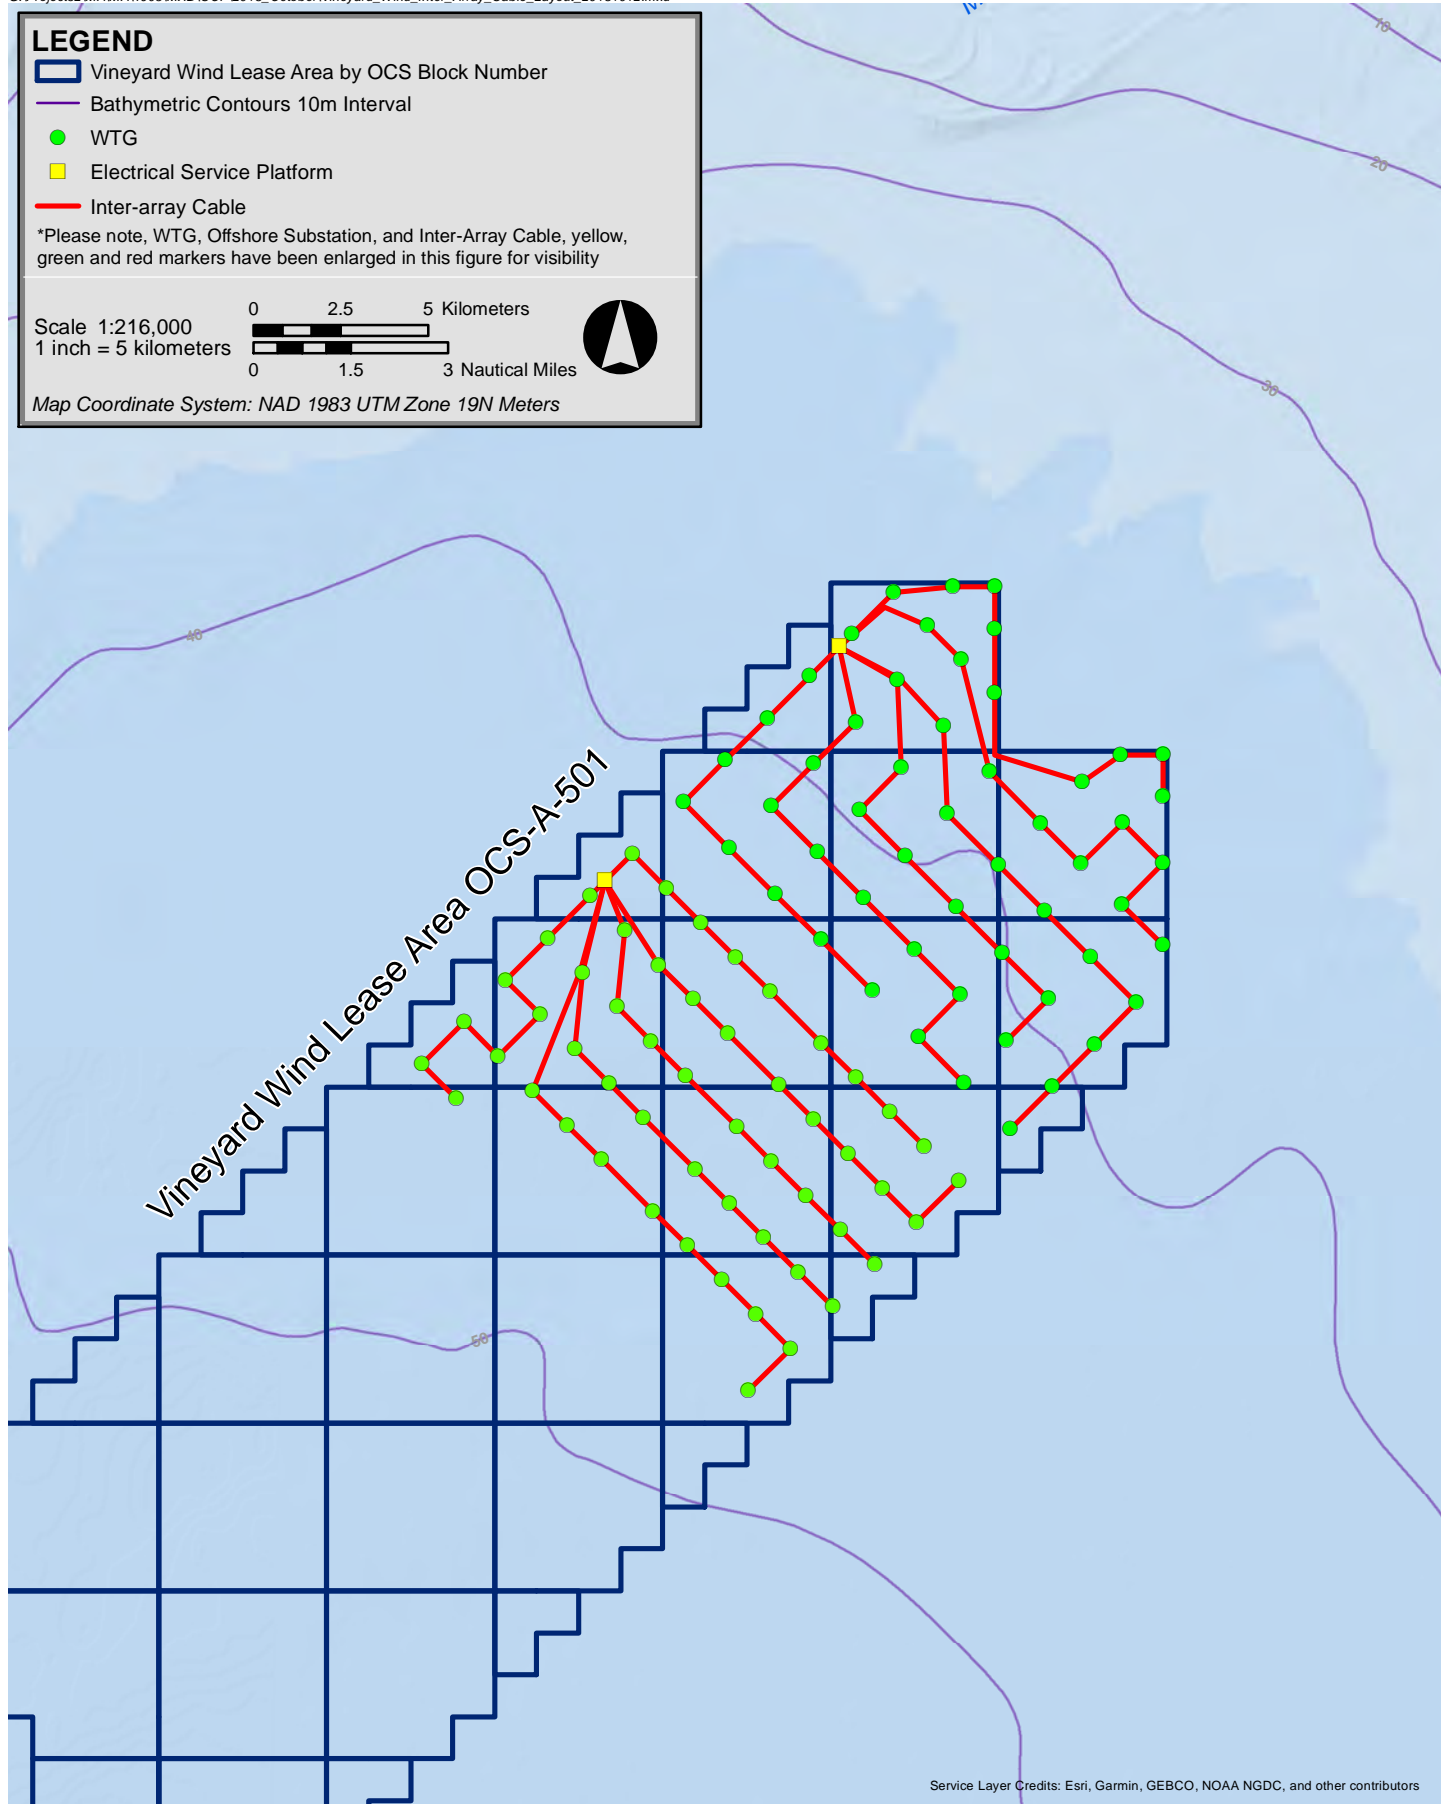 LEGEND
Vineyard Wind Lease Area by OCS Block Number
Bathymetric Contours 10m Interval
WTG
Electrical Service Platform
Inter-array Cable
*Please note, WTG, Offshore Substation, and Inter-Array Cable, yellow,
green and red markers have been enlarged in this figure for visibility
0 2.5 5 Kilometers
Scale 1:216,000
1 inch = 5 kilometers
0 1.5 3 Nautical Miles
Map Coordinate System: NAD 1983 UTM Zone 19N Meters
10
20
30
40
Vineyard Wind Lease Area OCS-A-501
50
Service Layer Credits: Esri, Garmin, GEBCO, NOAA NGDC, and other contributors